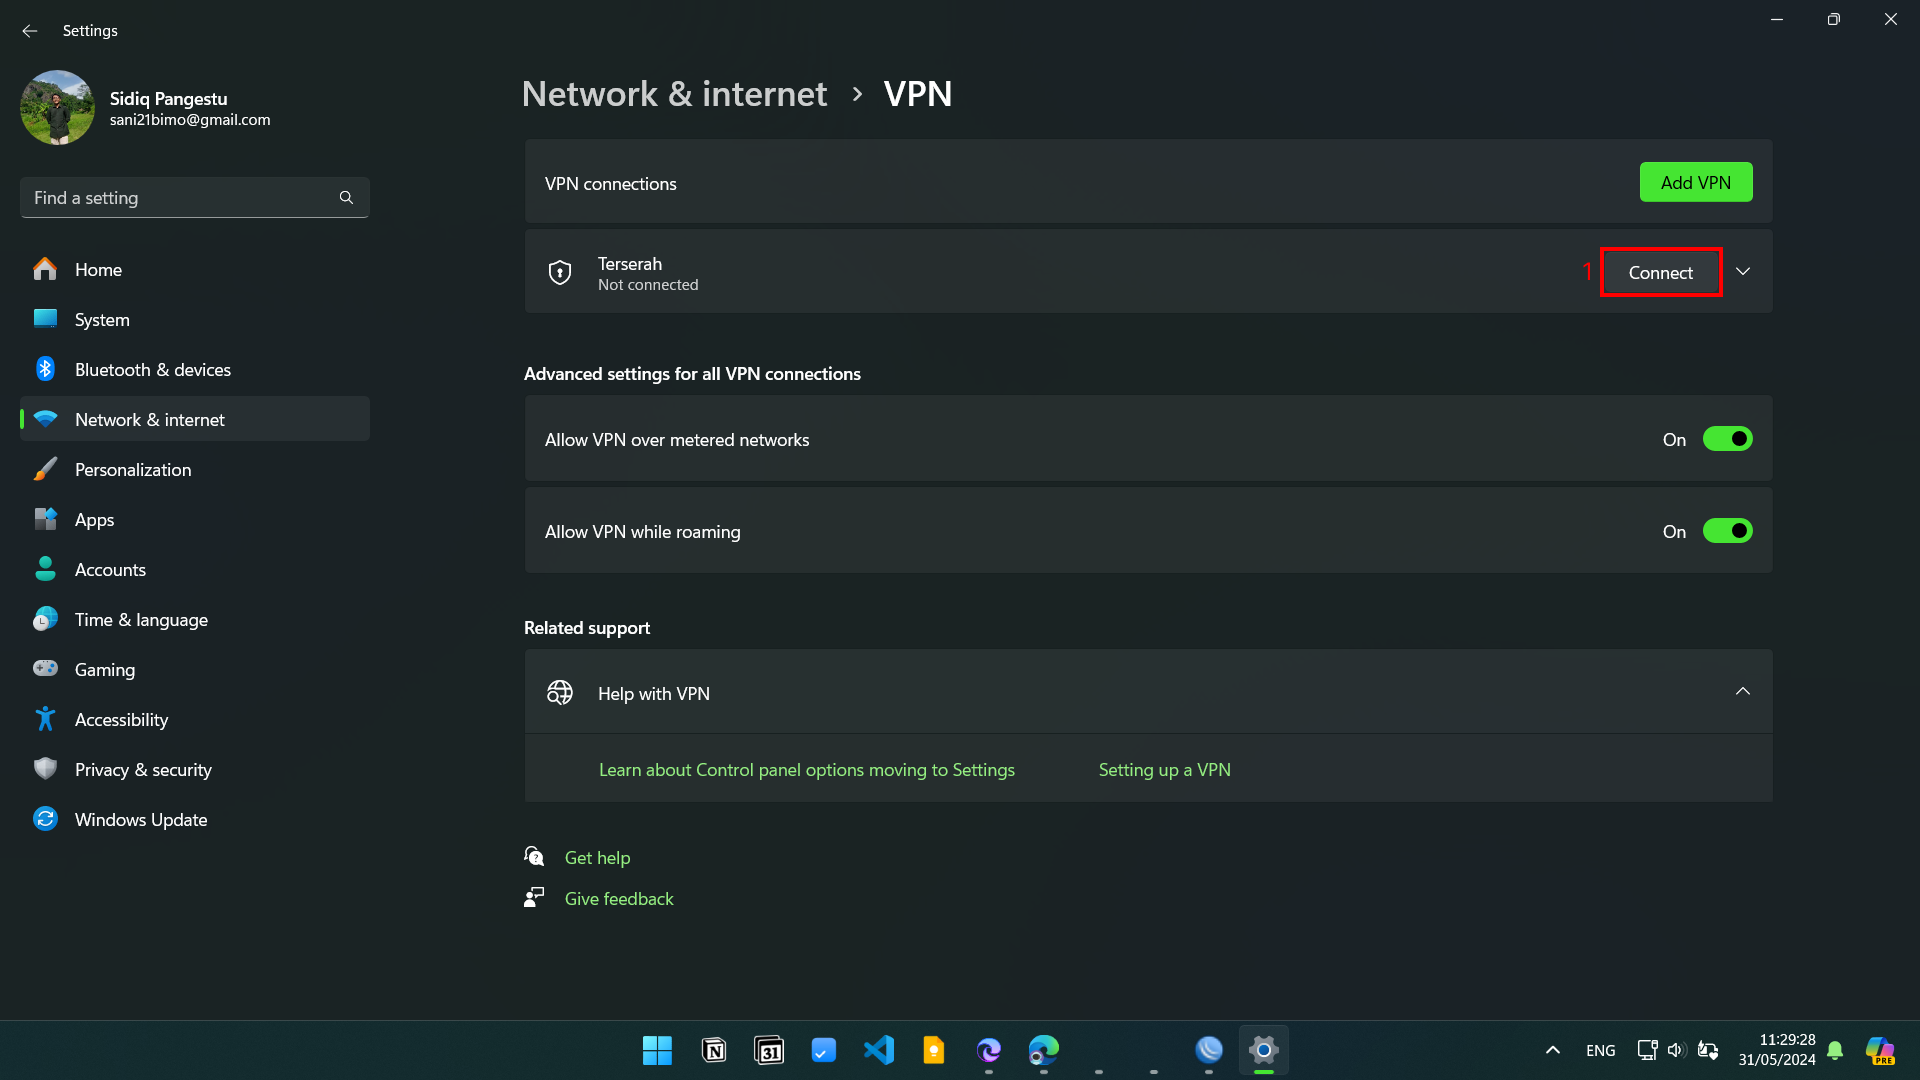 Settings
Sidiq Pangestu
sani21bimo@gmail.com
Find a setting
Home
System
Bluetooth & devices
Network & internet
Personalization
Apps
Accounts
Time & language
Gaming
Accessibility
Privacy & security
Windows Update
Network & internet > VPN
VPN connections
Add VPN
Terserah
Not connected
1
Connect
Advanced settings for all VPN connections
Allow VPN over metered networks
On
Allow VPN while roaming
On
Related support
Help with VPN
Learn about Control panel options moving to Settings
Setting up a VPN
Get help
Give feedback
N
31
ENG
11:29:28
31/05/2024
PRE